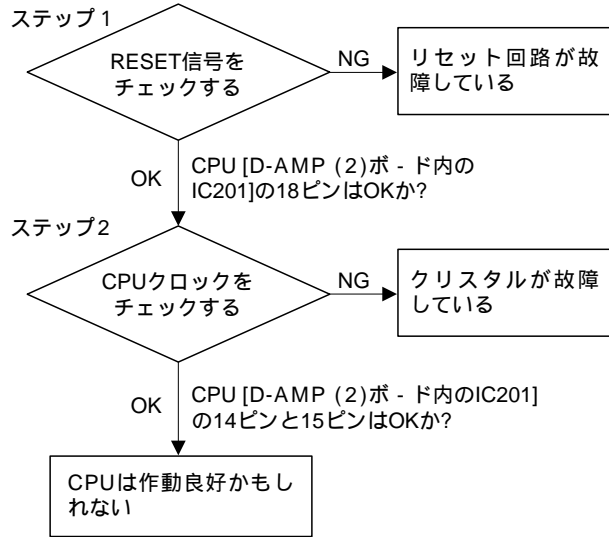 ステップ1
RESET信号を
チェックする
NG
リセット回路が故
障している
OK
CPU [D-AMP (2)ボ - ド内の
IC201]の18ピンはOKか?
ステップ2
CPUクロックを
チェックする
NG
クリスタルが故障
している
OK
CPU [D-AMP (2)ボ - ド内のIC201]
の14ピンと15ピンはOKか?
CPUは作動良好かもし
れない